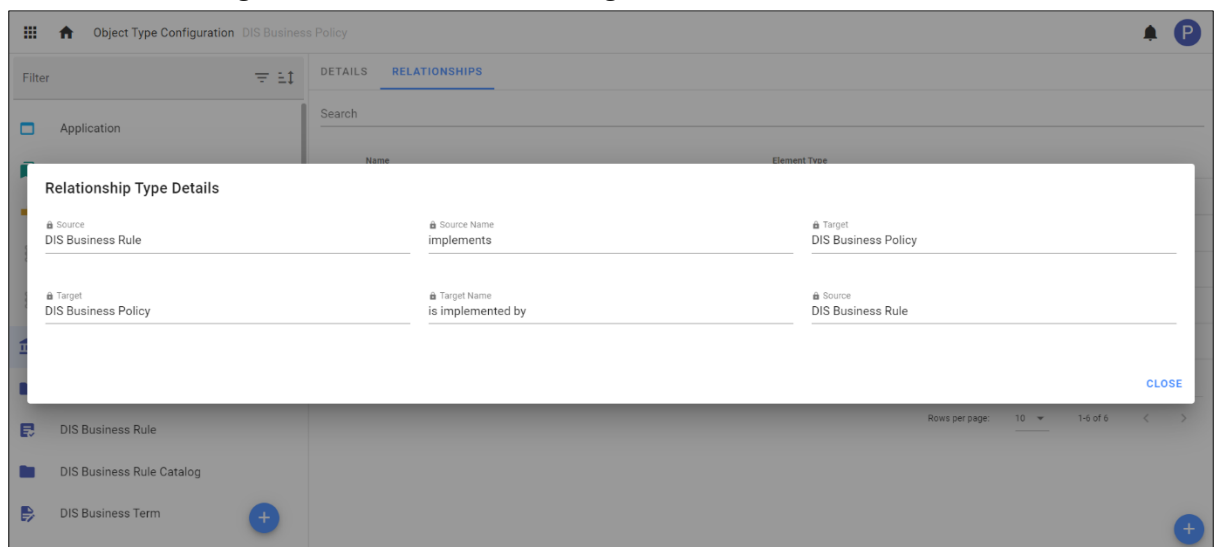 Object Type Configuration DIS Business Policy
P
Filter
DETAILS RELATIONSHIPS
Search
Application
Name Element Type
Relationship Type Details
Source Source Name Target
DIS Business Rule implements DIS Business Policy
Target Target Name Source
DIS Business Policy is implemented by DIS Business Rule
CLOSE
Rows per page: 10 1-6 of 6
DIS Business Rule
DIS Business Rule Catalog
DIS Business Term